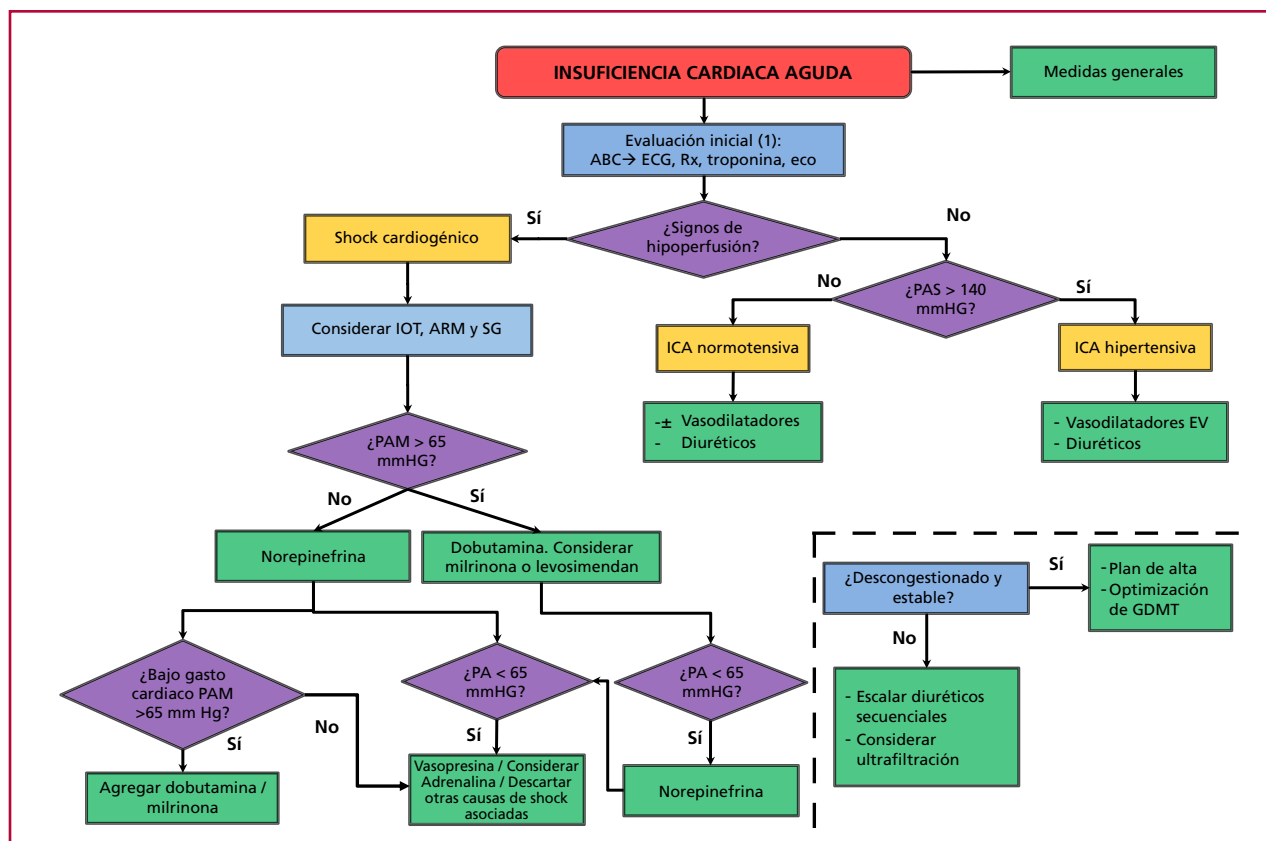 INSUFICIENCIA CARDIACA AGUDA
Medidas generales
Evaluación inicial (1):
ABC→ ECG, Rx, troponina, eco
¿Signos de
hipoperfusión?
Sí
No
Shock cardiogénico
¿PAS > 140
mmHG?
No
Sí
Considerar IOT, ARM y SG
ICA normotensiva
ICA hipertensiva
-± Vasodilatadores
- Diuréticos
- Vasodilatadores EV
- Diuréticos
¿PAM > 65
mmHG?
No
Sí
Norepinefrina
Dobutamina. Considerar
milrinona o levosimendan
¿Bajo gasto
cardiaco PAM
>65 mm Hg?
¿PA < 65
mmHG?
¿PA < 65
mmHG?
Sí
No
Sí
Sí
Agregar dobutamina /
milrinona
Vasopresina / Considerar
Adrenalina / Descartar
otras causas de shock
asociadas
Norepinefrina
¿Descongestionado y
estable?
Sí
- Plan de alta
- Optimización
de GDMT
No
- Escalar diuréticos
secuenciales
- Considerar
ultrafiltración